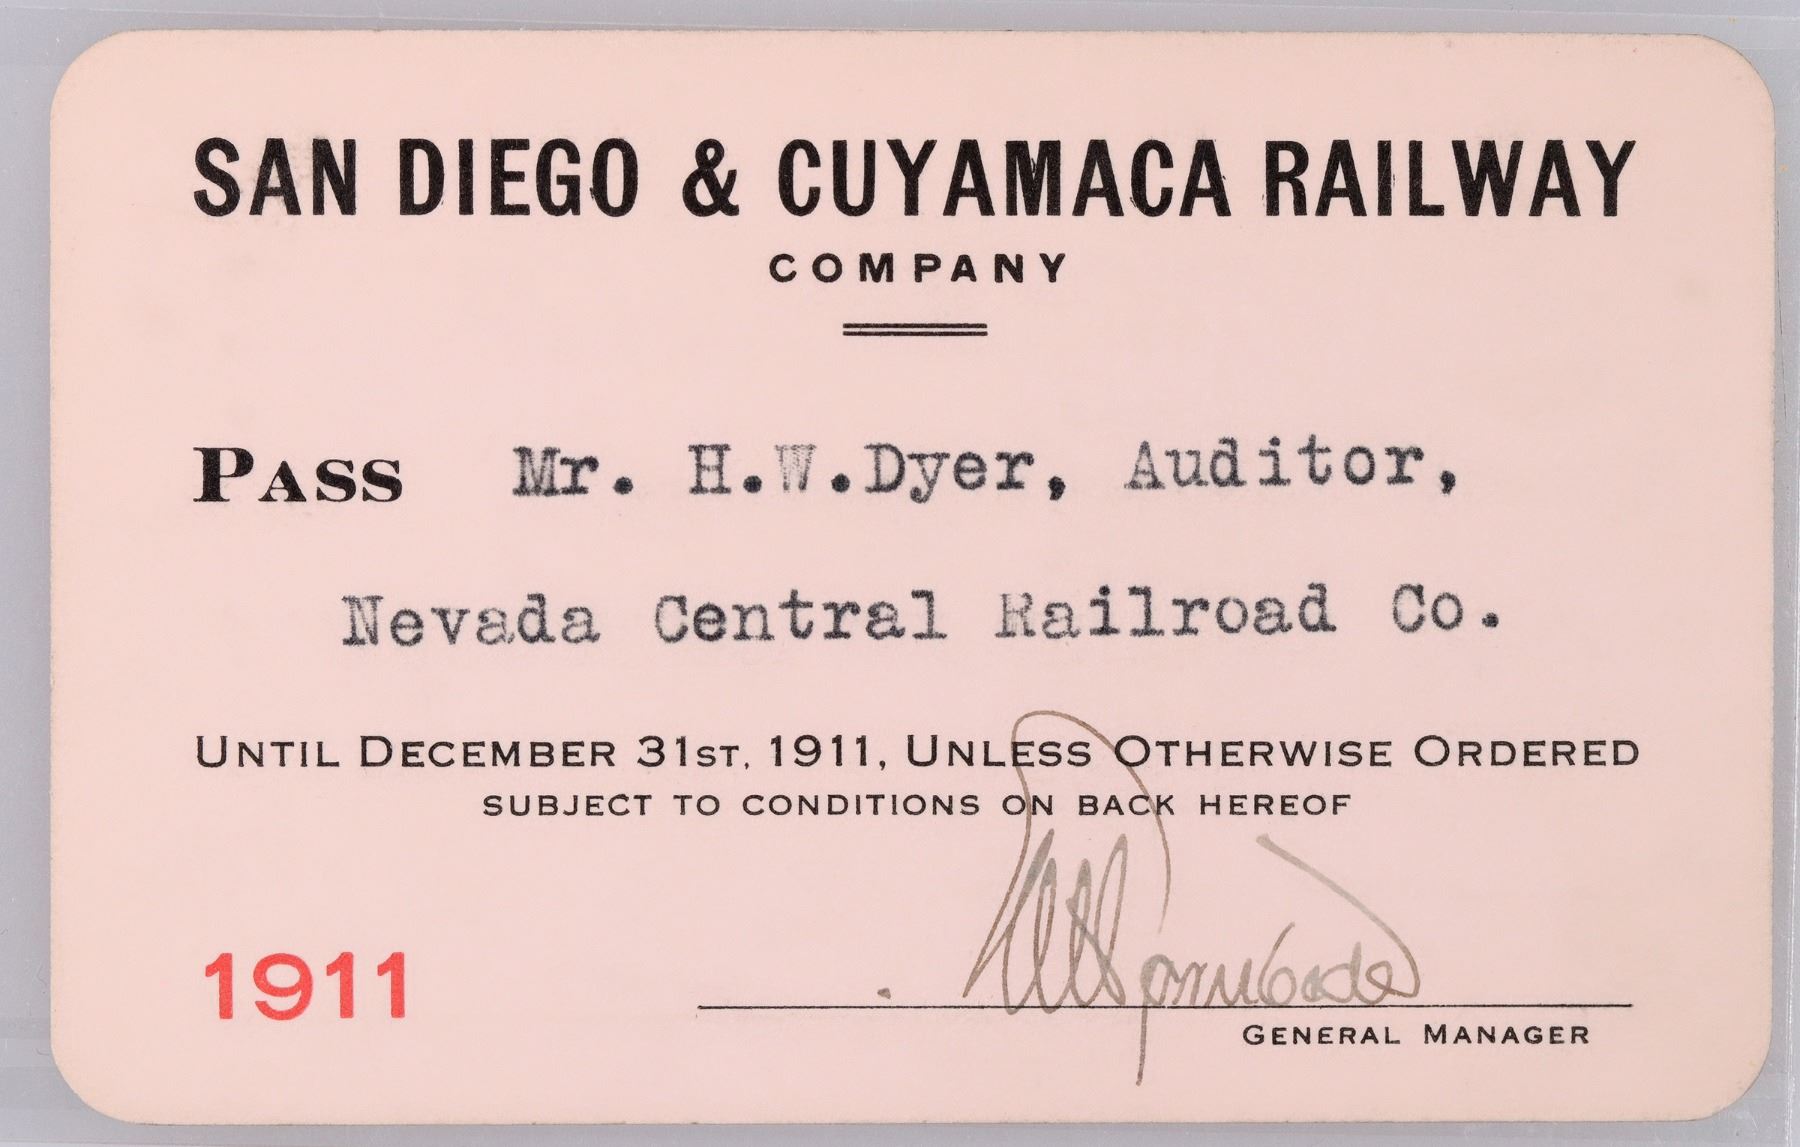 SAN DIEGO & CUYAMACA RAILWAY
COMPANY
PASS Mr. H.W.Dyer, Auditor,
Nevada Central Railroad Co.
UNTIL DECEMBER 31ST, 1911, UNLESS OTHERWISE ORDERED
SUBJECT TO CONDITIONS ON BACK HEREOF
1911
GENERAL MANAGER